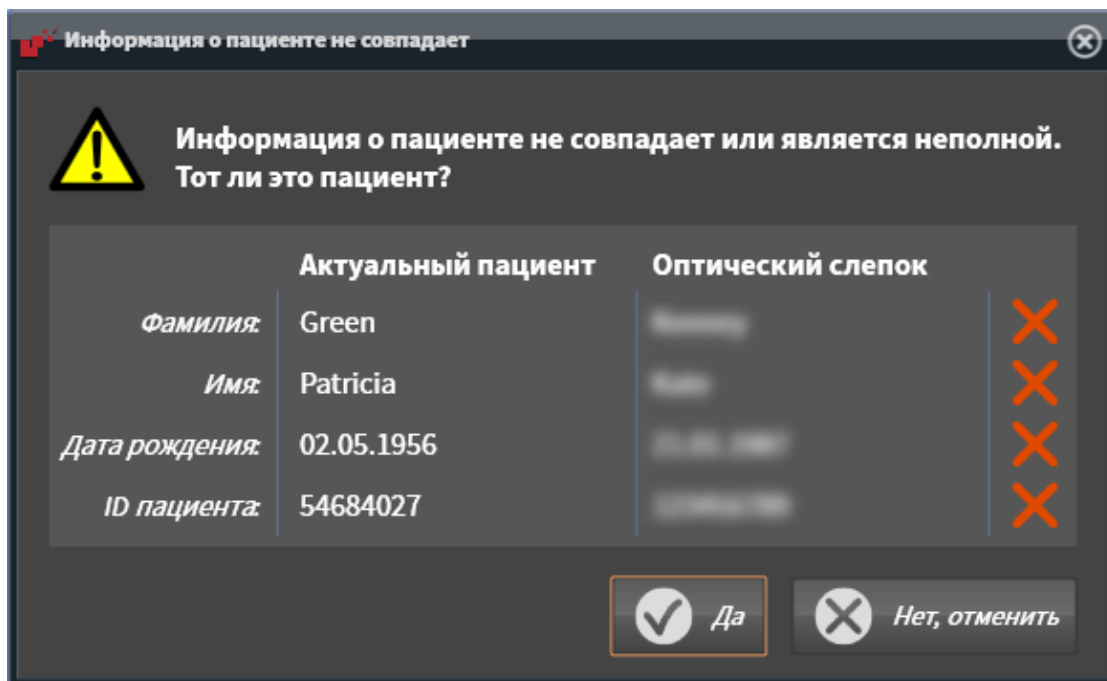 Информация о пациенте не совпадает
Информация о пациенте не совпадает или является неполной.
Тот ли это пациент?
Актуальный пациент Оптический слепок
Фамилия: Green
Имя: Patricia
Дата рождения: 02.05.1956
ID пациента: 54684027
Да Нет, отменить